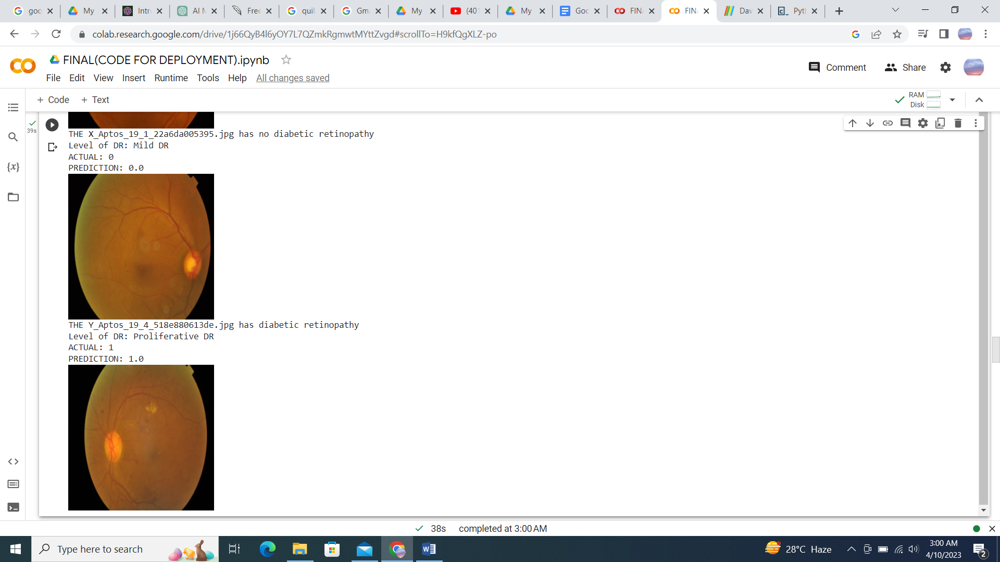 goo
My
Intr
AI M
Free
quil
Gma
My
(401
My
Goo
FIN
FIN
Dav
Pyth
colab.research.google.com/drive/1j66QyB4l6yOY7L7QZmkRgmwtMYttZvgd#scrollTo=H9kfQgXLZ-po
FINAL(CODE FOR DEPLOYMENT).ipynb
Comment
Share
File Edit View Insert Runtime Tools Help All changes saved
+ Code + Text
RAM
Disk
39s
THE X_Aptos_19_1_22a6da005395.jpg has no diabetic retinopathy
Level of DR: Mild DR
ACTUAL: 0
PREDICTION: 0.0
{x}
THE Y_Aptos_19_4_518e880613de.jpg has diabetic retinopathy
Level of DR: Proliferative DR
ACTUAL: 1
PREDICTION: 1.0
38s completed at 3:00 AM
Type here to search
28°C Haze
3:00 AM
4/10/2023
2